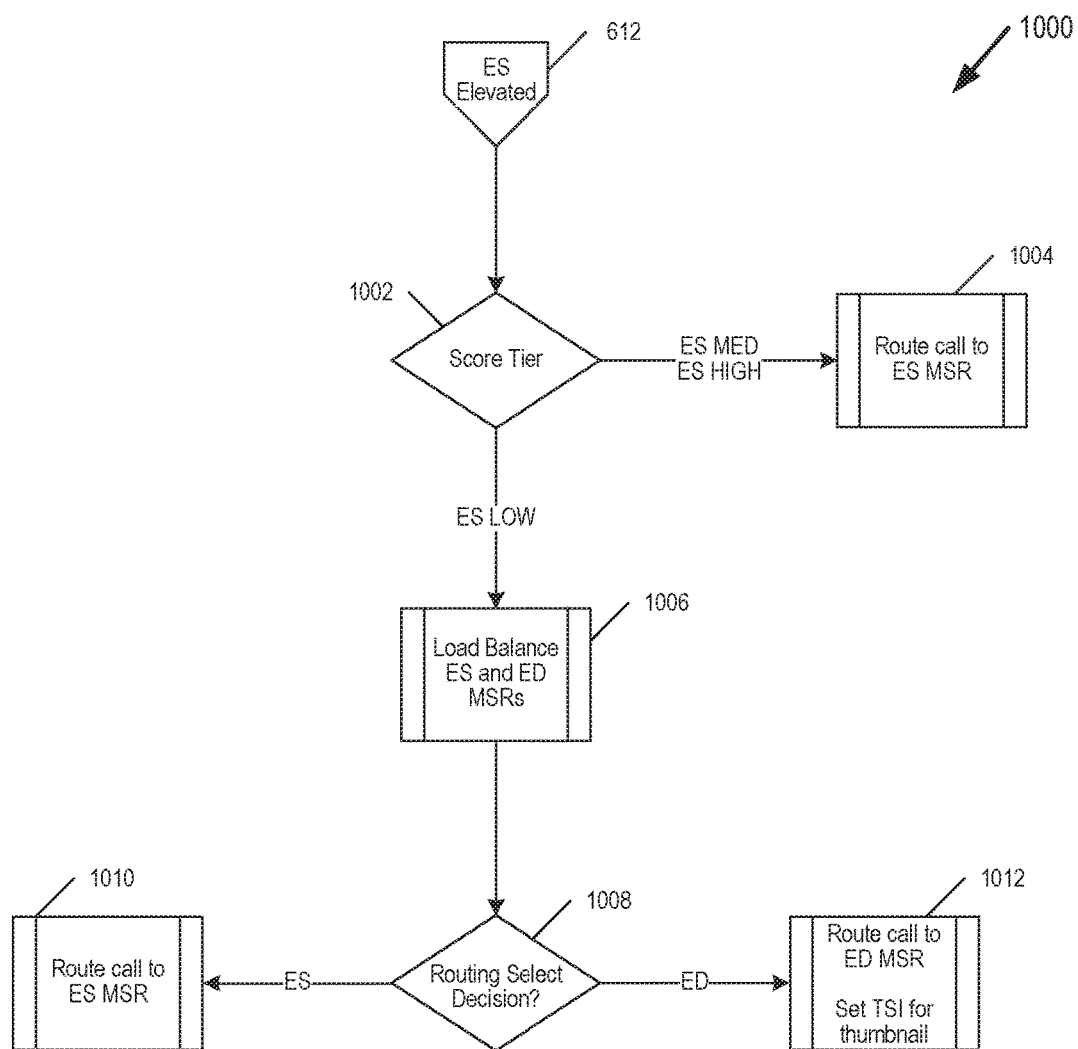 612
1000
ES
Elevated
1004
1002
Score Tier
ES MED
ES HIGH
Route call to
ES MSR
ES LOW
1006
Load Balance
ES and ED
MSRs
1010
1008
1012
Route call to
ES MSR
ES
Routing Select
Decision?
ED
Route call to
ED MSR
Set TSI for
thumbnail